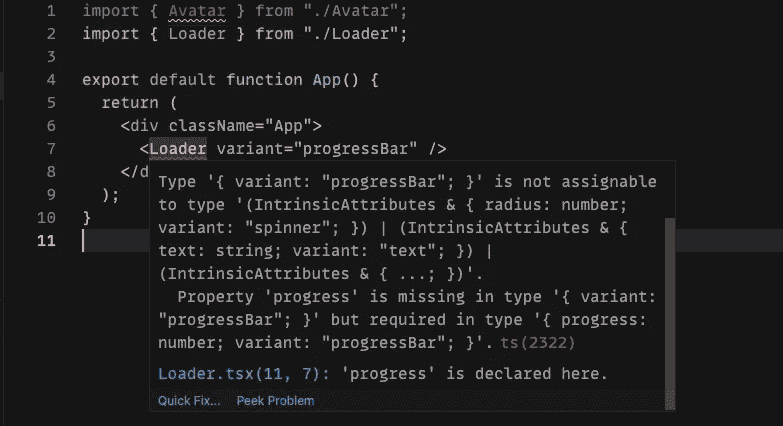 1 import { Avatar } from "./Avatar";
2 import { Loader } from "./Loader";
3
4 export default function App() {
5 return (
6 <div className="App">
7 <Loader variant="progressBar" />
8 </d
9 );
10 }
11
Type '{ variant: "progressBar"; }' is not assignable
to type '(IntrinsicAttributes & { radius: number;
variant: "spinner"; }) | (IntrinsicAttributes & {
text: string; variant: "text"; }) |
(IntrinsicAttributes & { ...; })'.
Property 'progress' is missing in type '{ variant:
"progressBar"; }' but required in type '{ progress:
number; variant: "progressBar"; }'. ts(2322)
Loader.tsx(11, 7): 'progress' is declared here.
Quick Fix... Peek Problem